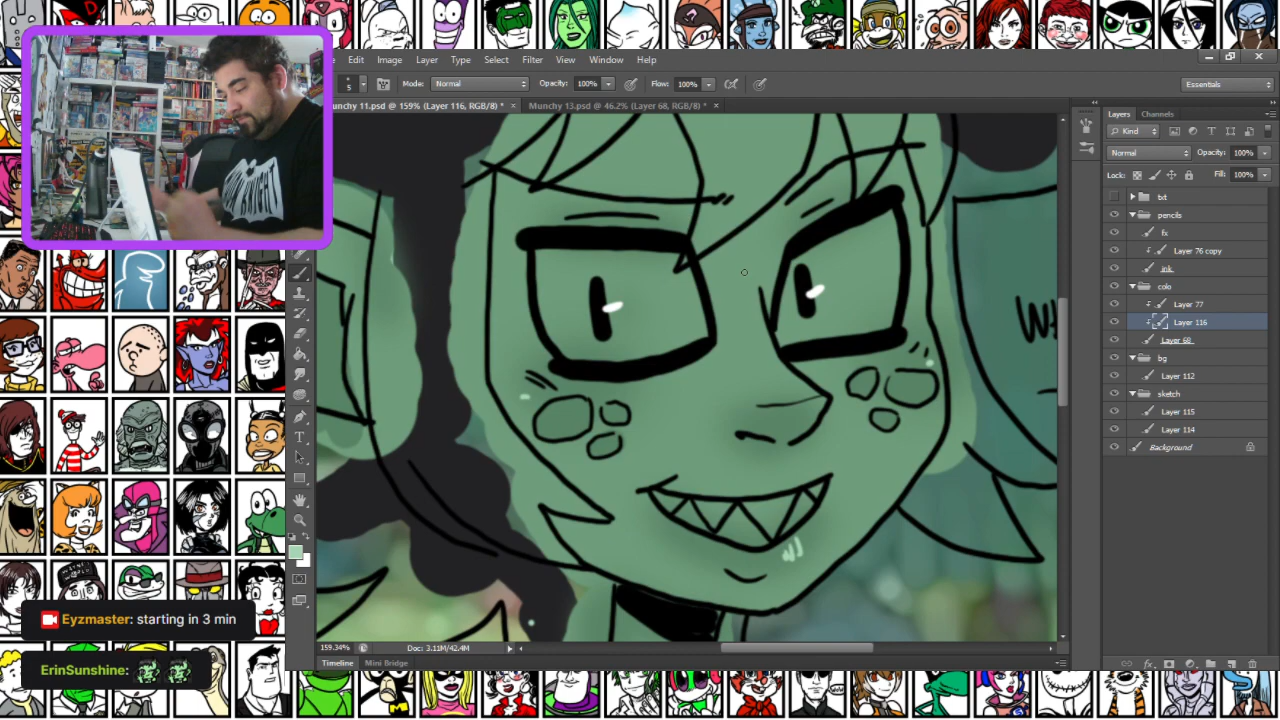 Edit Image Layer Type Select Filter View Window Help
5 Mode: Normal Opacity: 100% Flow: 100% Essentials
unchy 11.psd @ 159% (Layer 116, RGB/8) * × Munchy 13.psd @ 46.2% (Layer 68, RGB/8) * ×
Layers Channels
Kind
Normal Opacity: 100%
Lock: Fill: 100%
txt
pencils
fx
Layer 76 copy
ink
colo
Layer 77
Layer 116
Layer 68
bg
Layer 112
sketch
Layer 115
Layer 114
Background
Eyzmaster: starting in 3 min
ErinSunshine:
159.34% Doc: 3.11M/42.4M
Timeline Mini Bridge